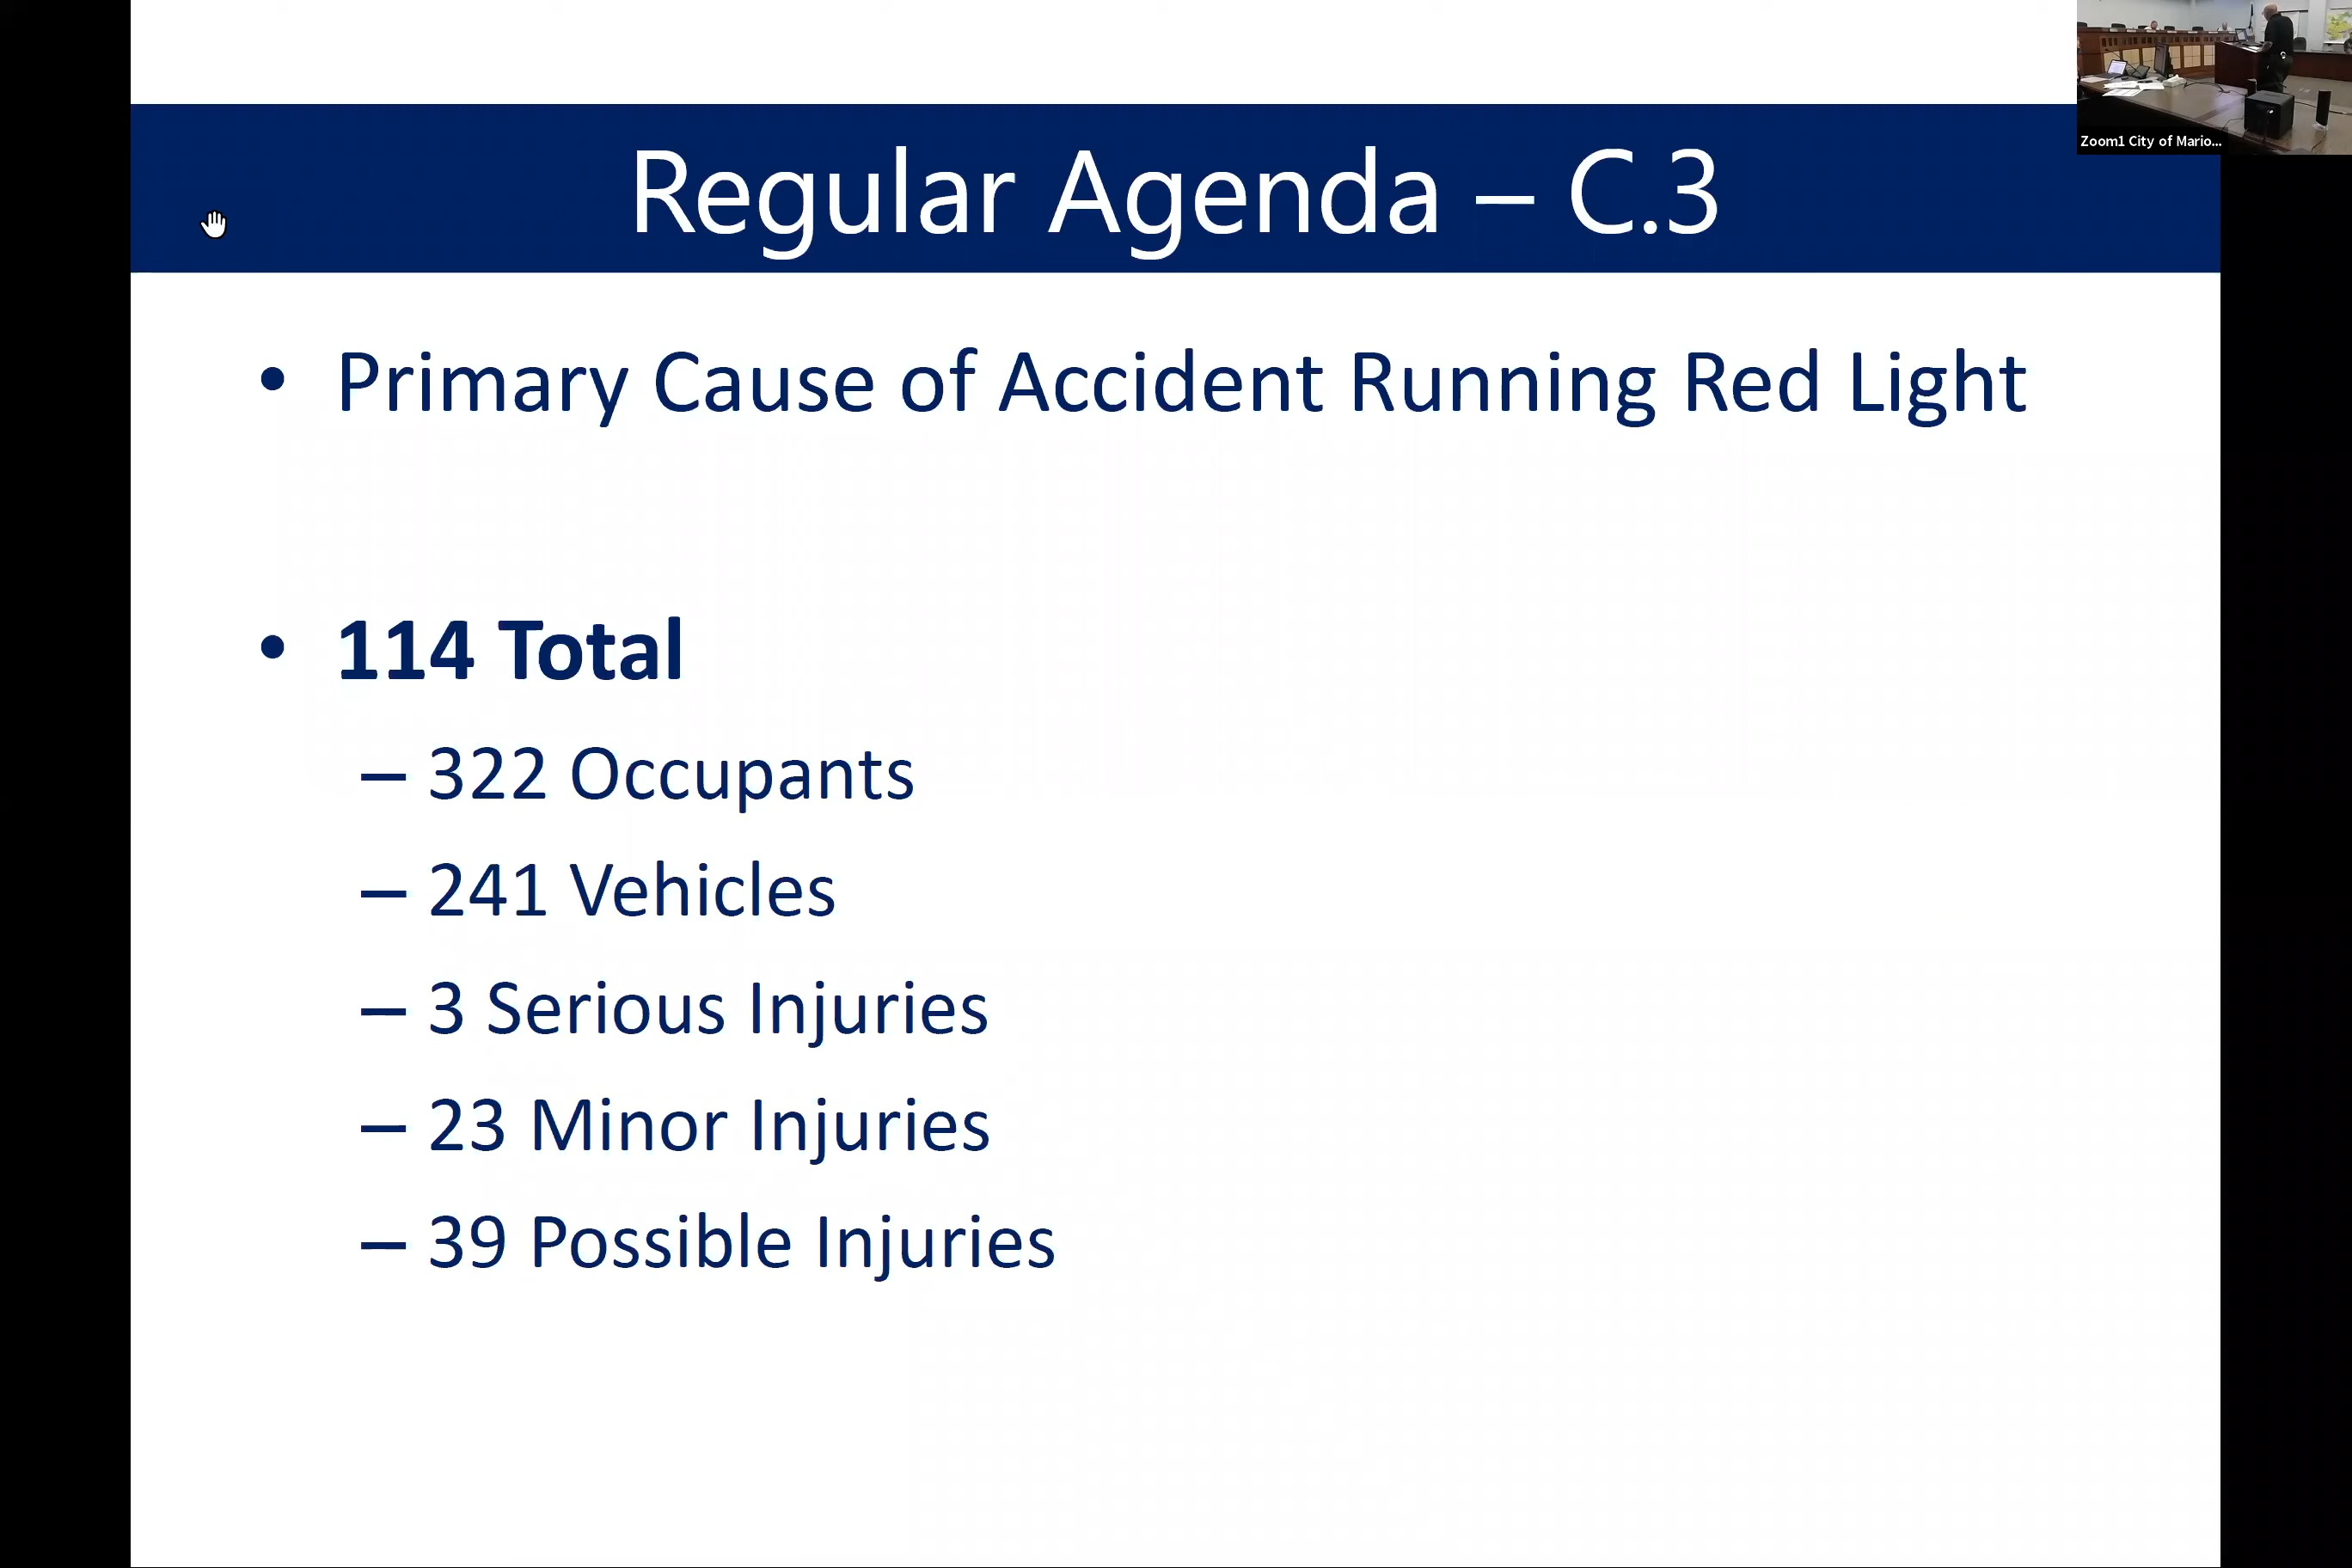 Regular Agenda – C.3
Zoom1 City of Mario...
• Primary Cause of Accident Running Red Light
• 114 Total
– 322 Occupants
– 241 Vehicles
– 3 Serious Injuries
– 23 Minor Injuries
– 39 Possible Injuries